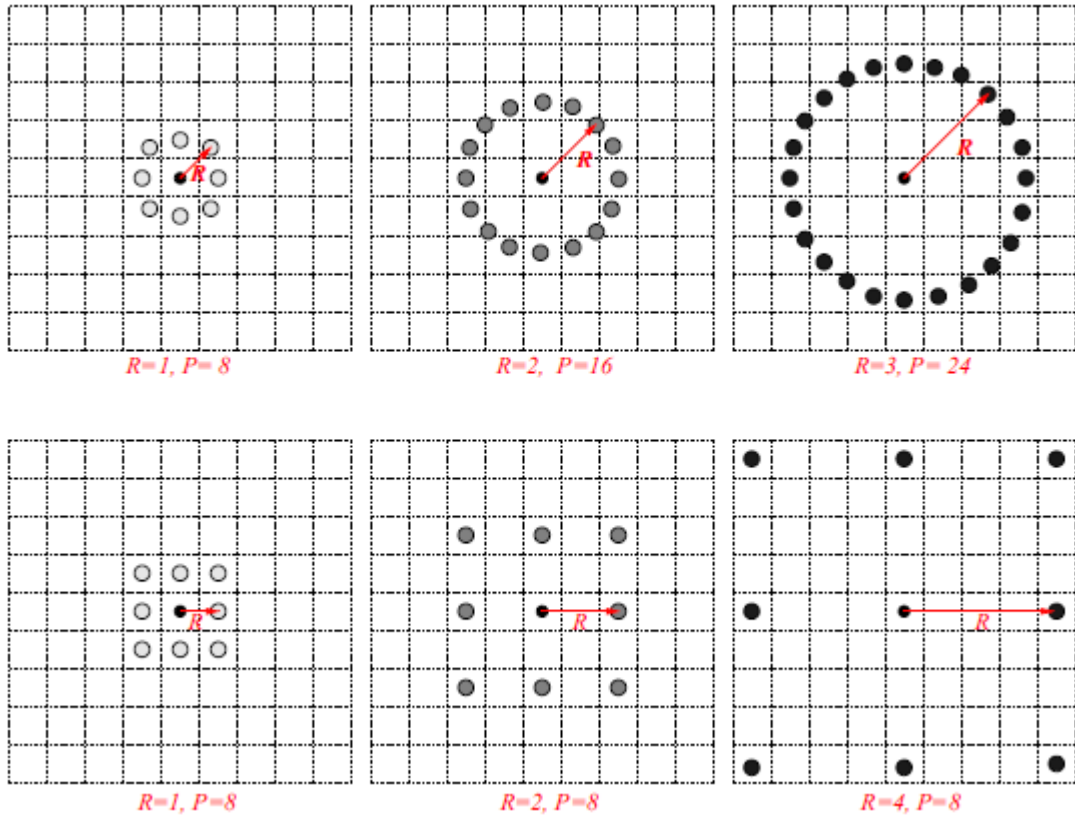 R
R
R
R=1, P= 8
R=2, P=16
R=3, P= 24
R
R
R
R=1, P=8
R=2, P=8
R=4, P=8